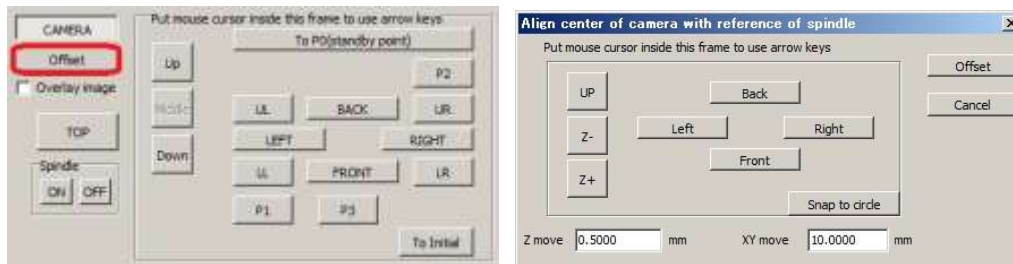 CAMERA
Offset
Overlay image
TOP
Spindle
ON OFF
Put mouse cursor inside this frame to use arrow keys
To P0(standby point)
Up
P2
Middle
UL BACK UR
LEFT RIGHT
Down
LL FRONT LR
P1 P3
To Initial
Align center of camera with reference of spindle
Put mouse cursor inside this frame to use arrow keys
Offset
UP
Back
Cancel
Z-
Left Right
Front
Z+
Snap to circle
Z move 0.5000 mm XY move 10.0000 mm